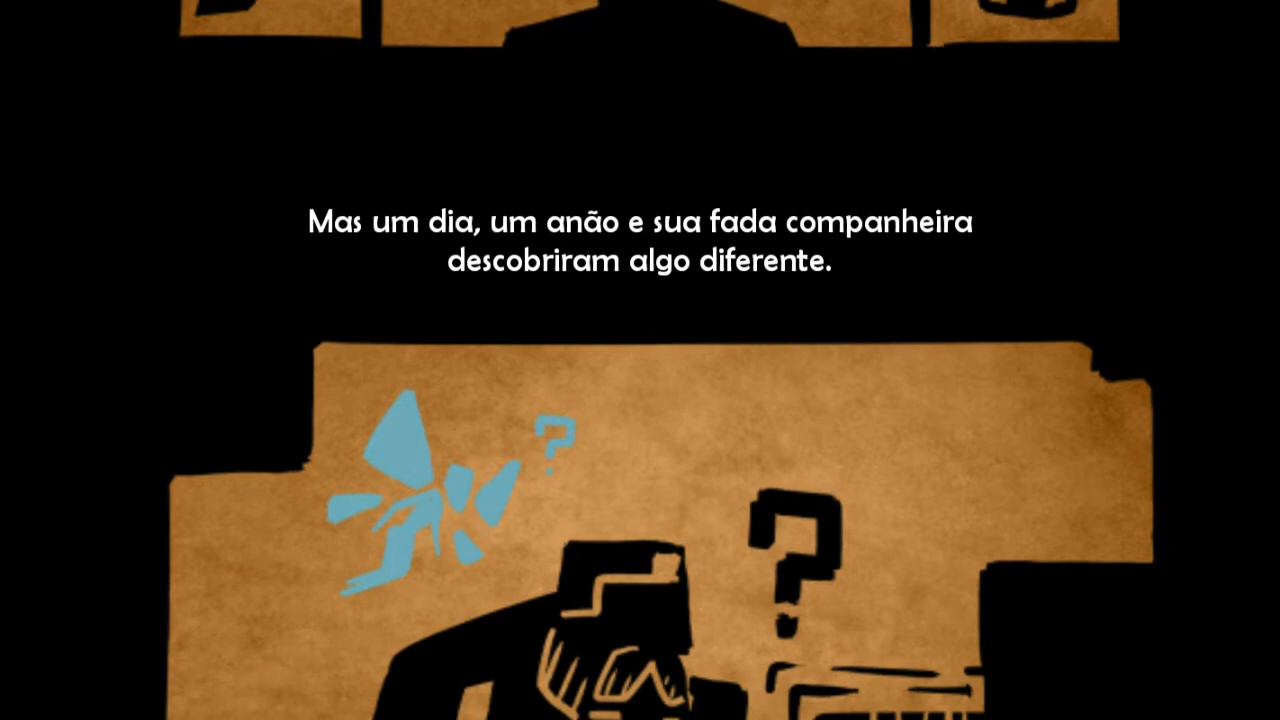 Mas um dia, um anão e sua fada companheira
descobriram algo diferente.
?
?